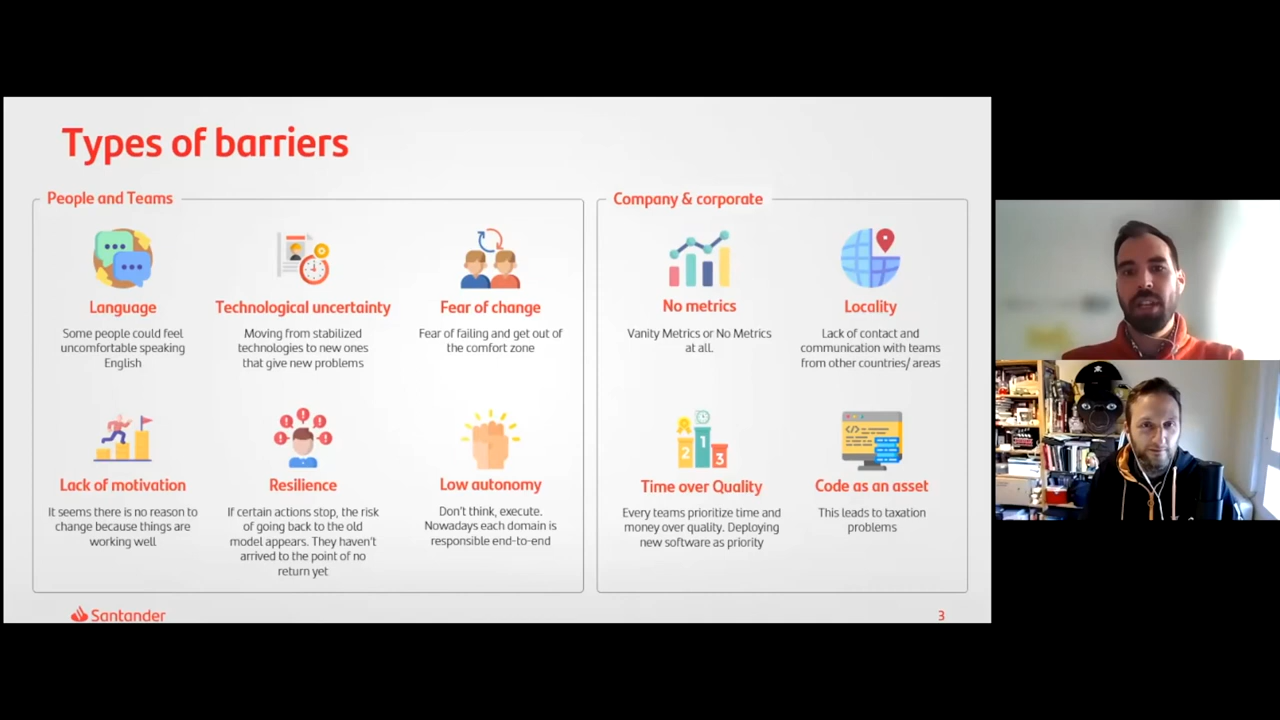 Types of barriers
People and Teams
Language
Some people could feel
uncomfortable speaking
English
Technological uncertainty
Moving from stabilized
technologies to new ones
that give new problems
Fear of change
Fear of failing and get out of
the comfort zone
Lack of motivation
It seems there is no reason to
change because things are
working well
Resilience
If certain actions stop, the risk
of going back to the old
model appears. They haven't
arrived to the point of no
return yet
Low autonomy
Don't think, execute.
Nowadays each domain is
responsible end-to-end
Company & corporate
No metrics
Vanity Metrics or No Metrics
at all.
Locality
Lack of contact and
communication with teams
from other countries/ areas
2 1 3
Time over Quality
Every teams prioritize time and
money over quality. Deploying
new software as priority
</>
Code as an asset
This leads to taxation
problems
Santander
3